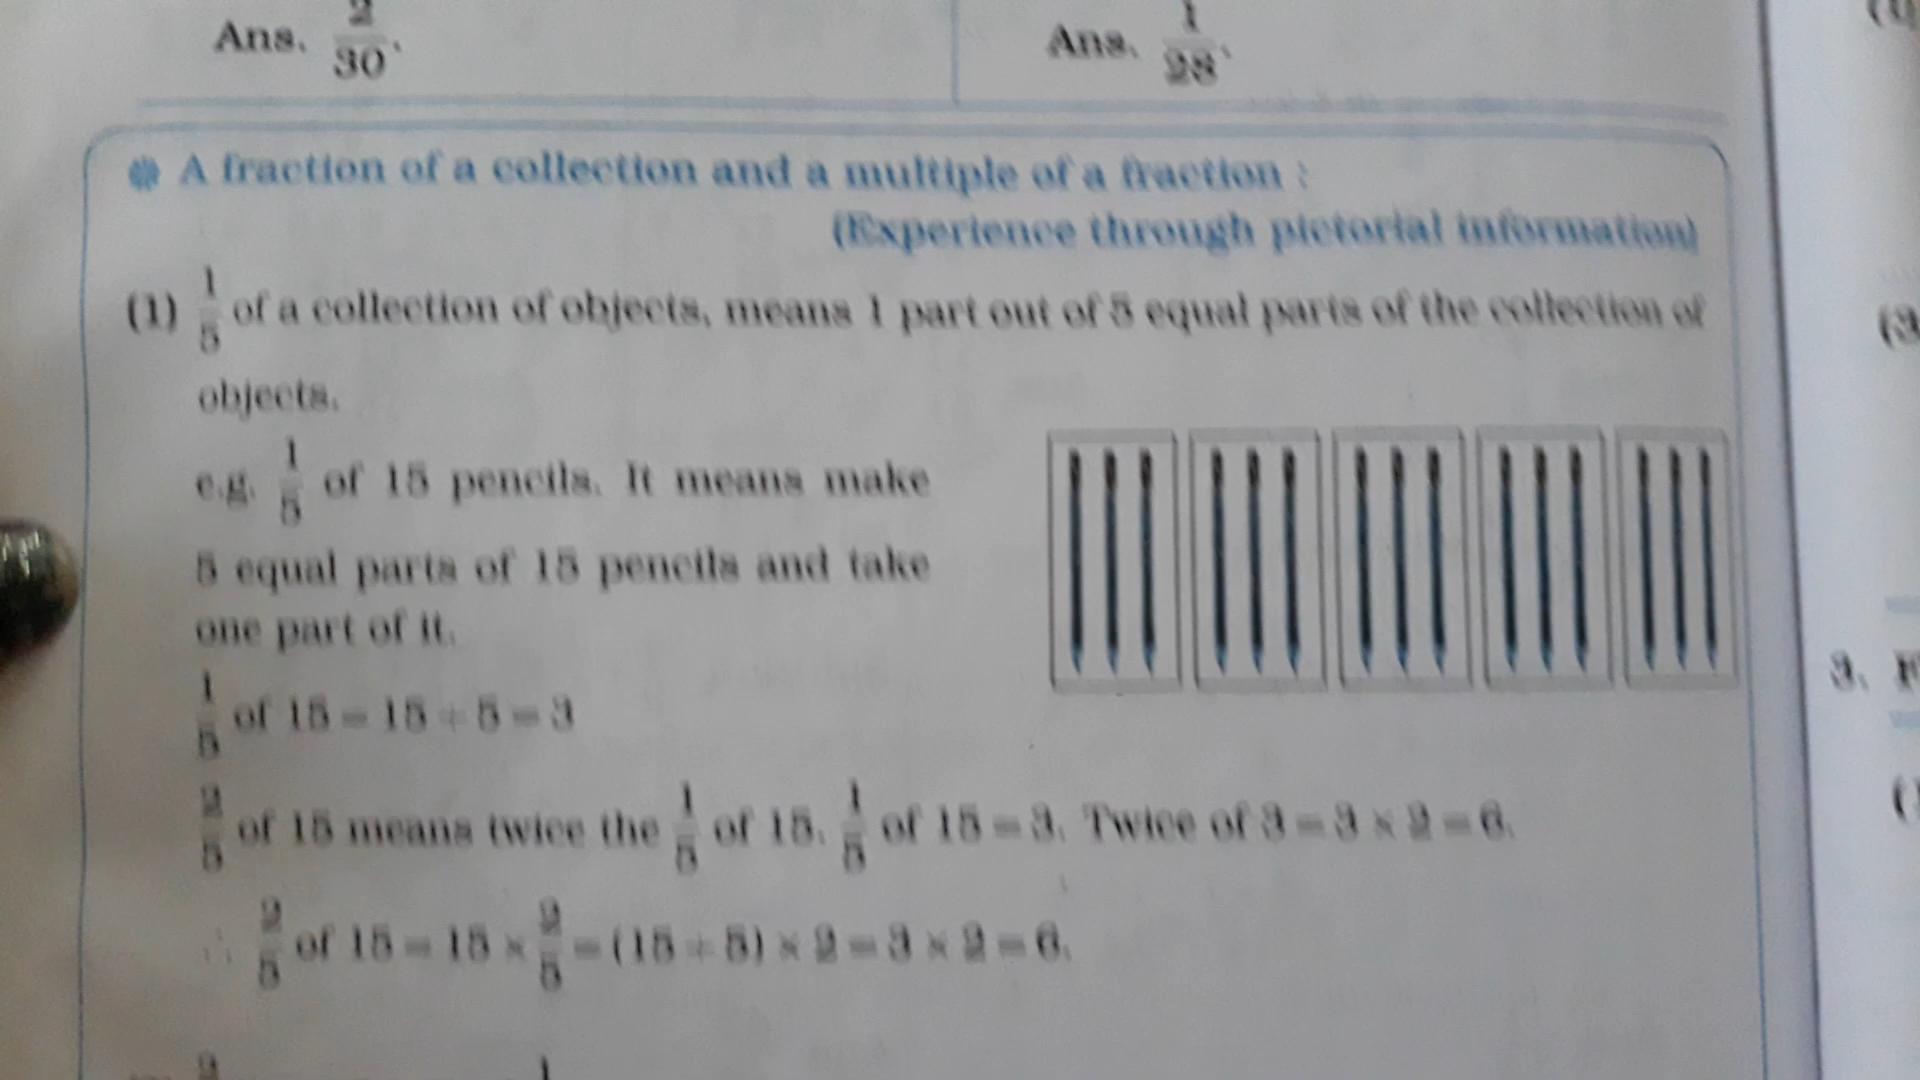 Ans. 2/30.
Ans. 1/28.
A fraction of a collection and a multiple of a fraction :
(Experience through pictorial information)
(1) 1/5 of a collection of objects, means 1 part out of 5 equal parts of the collection of
objects.
e.g. 1/5 of 15 pencils. It means make
5 equal parts of 15 pencils and take
one part of it.
1/5 of 15 = 15 ÷ 5 = 3
2/5 of 15 means twice the 1/5 of 15. 1/5 of 15 = 3. Twice of 3 = 3 × 2 = 6.
∴ 2/5 of 15 = 15 × 2/5 = (15 ÷ 5) × 2 = 3 × 2 = 6.
3.